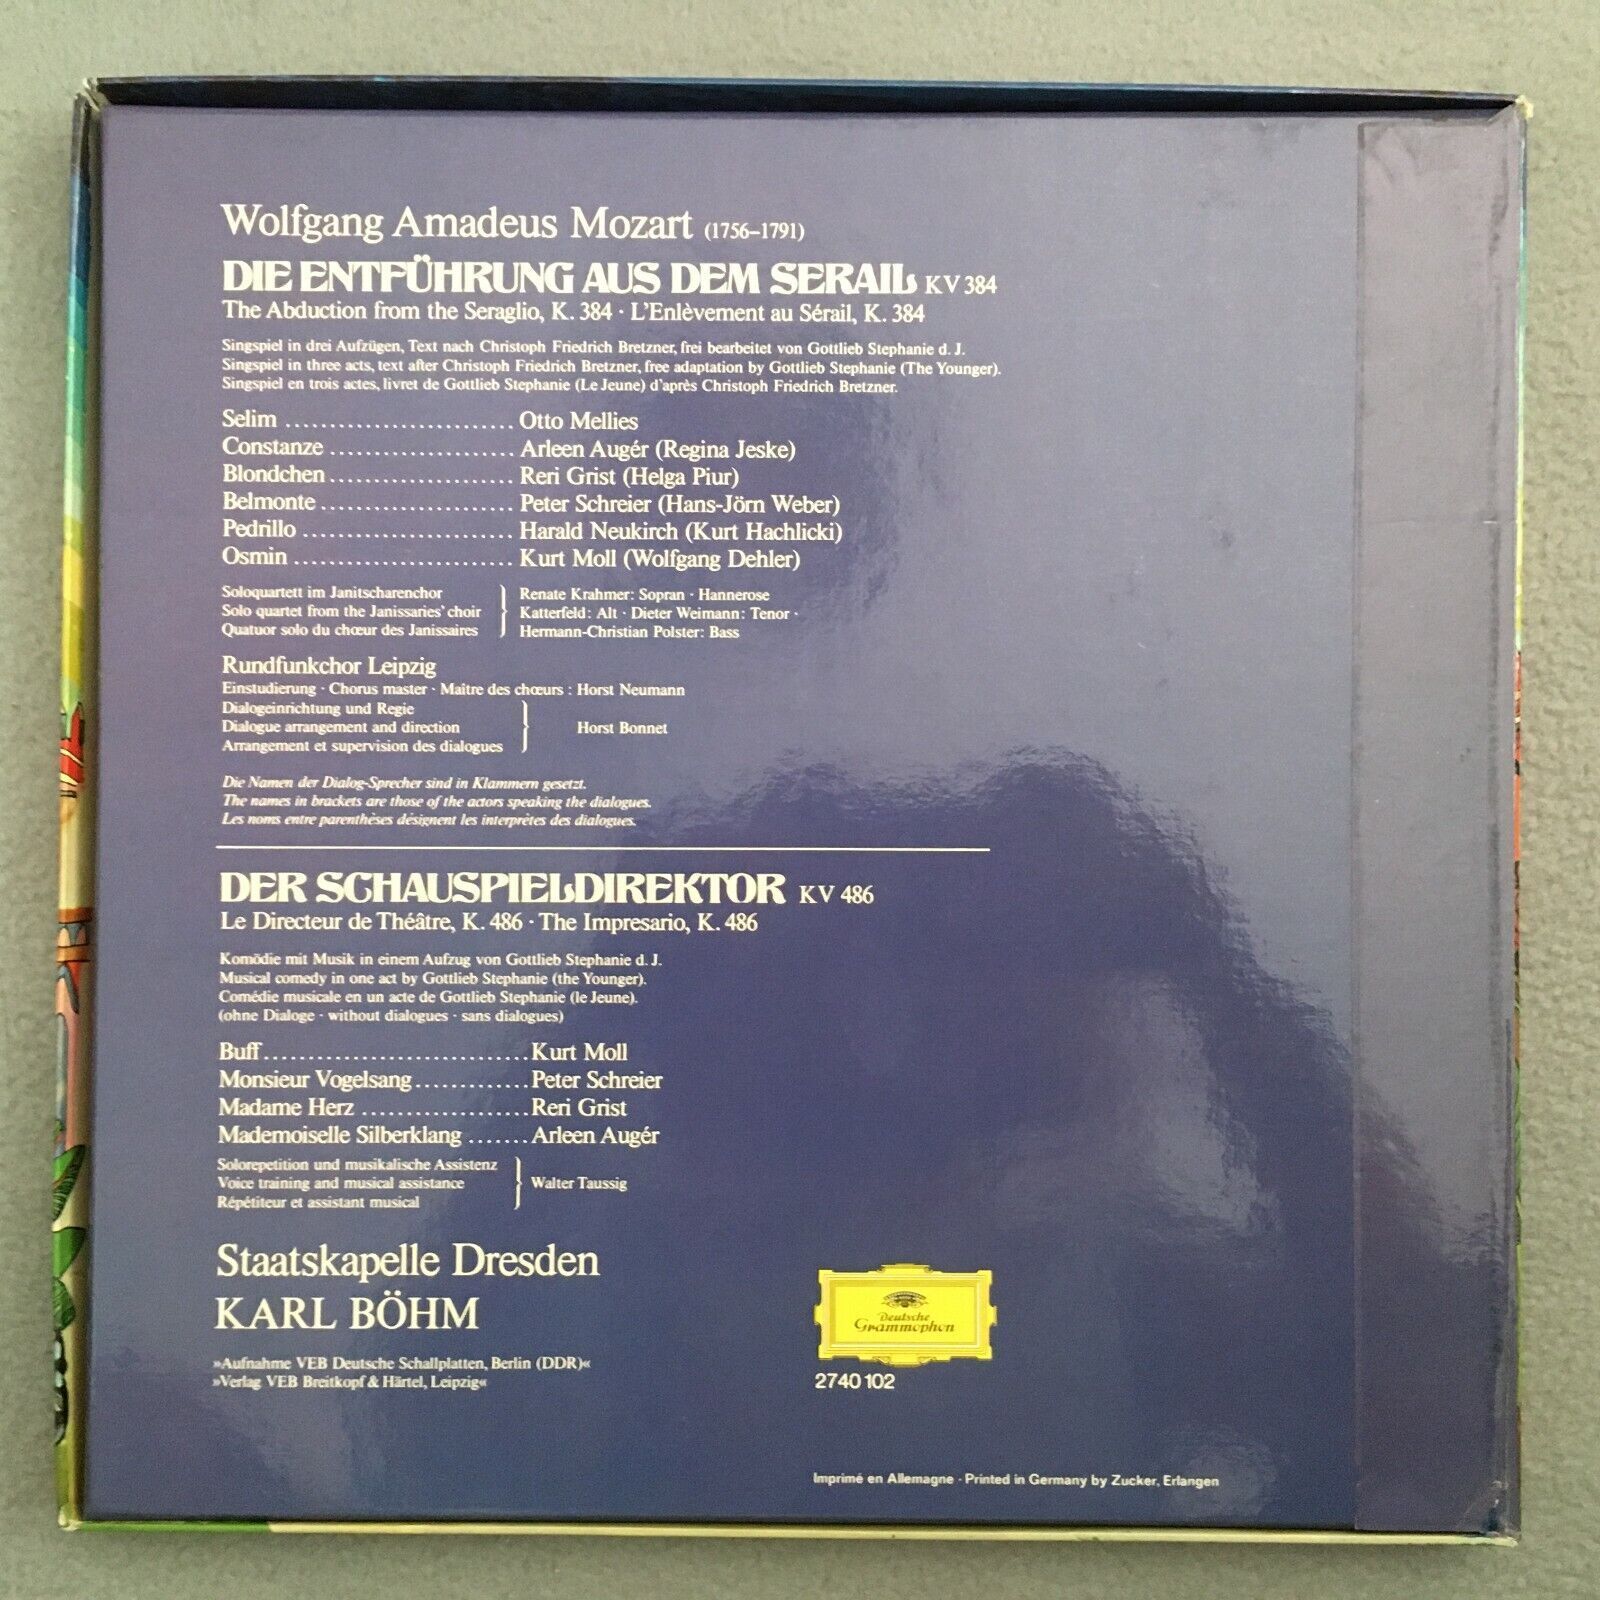 Wolfgang Amadeus Mozart (1756–1791)
DIE ENTFÜHRUNG AUS DEM SERAIL KV 384
The Abduction from the Seraglio, K. 384 · L'Enlèvement au Sérail, K. 384
Singspiel in drei Aufzügen, Text nach Christoph Friedrich Bretzner, frei bearbeitet von Gottlieb Stephanie d. J.
Singspiel in three acts, text after Christoph Friedrich Bretzner, free adaptation by Gottlieb Stephanie (The Younger).
Singspiel en trois actes, livret de Gottlieb Stephanie (Le Jeune) d'après Christoph Friedrich Bretzner.
Selim ......................... Otto Mellies
Constanze ..................... Arleen Augér (Regina Jeske)
Blondchen ..................... Reri Grist (Helga Piur)
Belmonte ...................... Peter Schreier (Hans-Jörn Weber)
Pedrillo ........................ Harald Neukirch (Kurt Hachlicki)
Osmin ......................... Kurt Moll (Wolfgang Dehler)
Soloquartett im Janitscharenchor
Solo quartet from the Janissaries' choir
Quatuor solo du chœur des Janissaires
Renate Krahmer: Sopran · Hannerose
Katterfeld: Alt · Dieter Weimann: Tenor ·
Hermann-Christian Polster: Bass
Rundfunkchor Leipzig
Einstudierung · Chorus master · Maître des chœurs : Horst Neumann
Dialogeinrichtung und Regie
Dialogue arrangement and direction
Arrangement et supervision des dialogues
Horst Bonnet
Die Namen der Dialog-Sprecher sind in Klammern gesetzt.
The names in brackets are those of the actors speaking the dialogues.
Les noms entre parenthèses désignent les interprètes des dialogues.
DER SCHAUSPIELDIREKTOR KV 486
Le Directeur de Théâtre, K. 486 · The Impresario, K. 486
Komödie mit Musik in einem Aufzug von Gottlieb Stephanie d. J.
Musical comedy in one act by Gottlieb Stephanie (the Younger).
Comédie musicale en un acte de Gottlieb Stephanie (le Jeune).
(ohne Dialoge · without dialogues · sans dialogues)
Buff ............................. Kurt Moll
Monsieur Vogelsang ............. Peter Schreier
Madame Herz ................... Reri Grist
Mademoiselle Silberklang ....... Arleen Augér
Solorepetition und musikalische Assistenz
Voice training and musical assistance
Répétiteur et assistant musical
Walter Taussig
Staatskapelle Dresden
KARL BÖHM
»Aufnahme VEB Deutsche Schallplatten, Berlin (DDR)«
»Verlag VEB Breitkopf & Härtel, Leipzig«
Deutsche
Grammophon
2740 102
Imprimé en Allemagne · Printed in Germany by Zucker, Erlangen